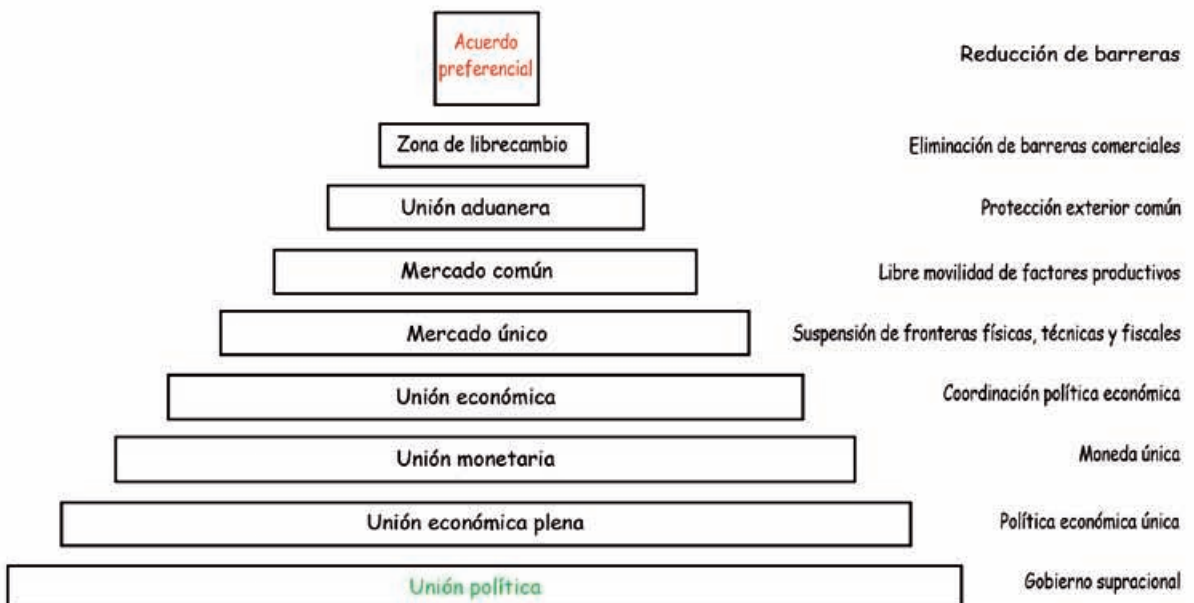 Acuerdo
preferencial
Reducción de barreras
Zona de librecambio
Eliminación de barreras comerciales
Unión aduanera
Protección exterior común
Mercado común
Libre movilidad de factores productivos
Mercado único
Suspensión de fronteras físicas, técnicas y fiscales
Unión económica
Coordinación política económica
Unión monetaria
Moneda única
Unión económica plena
Política económica única
Unión política
Gobierno supracional